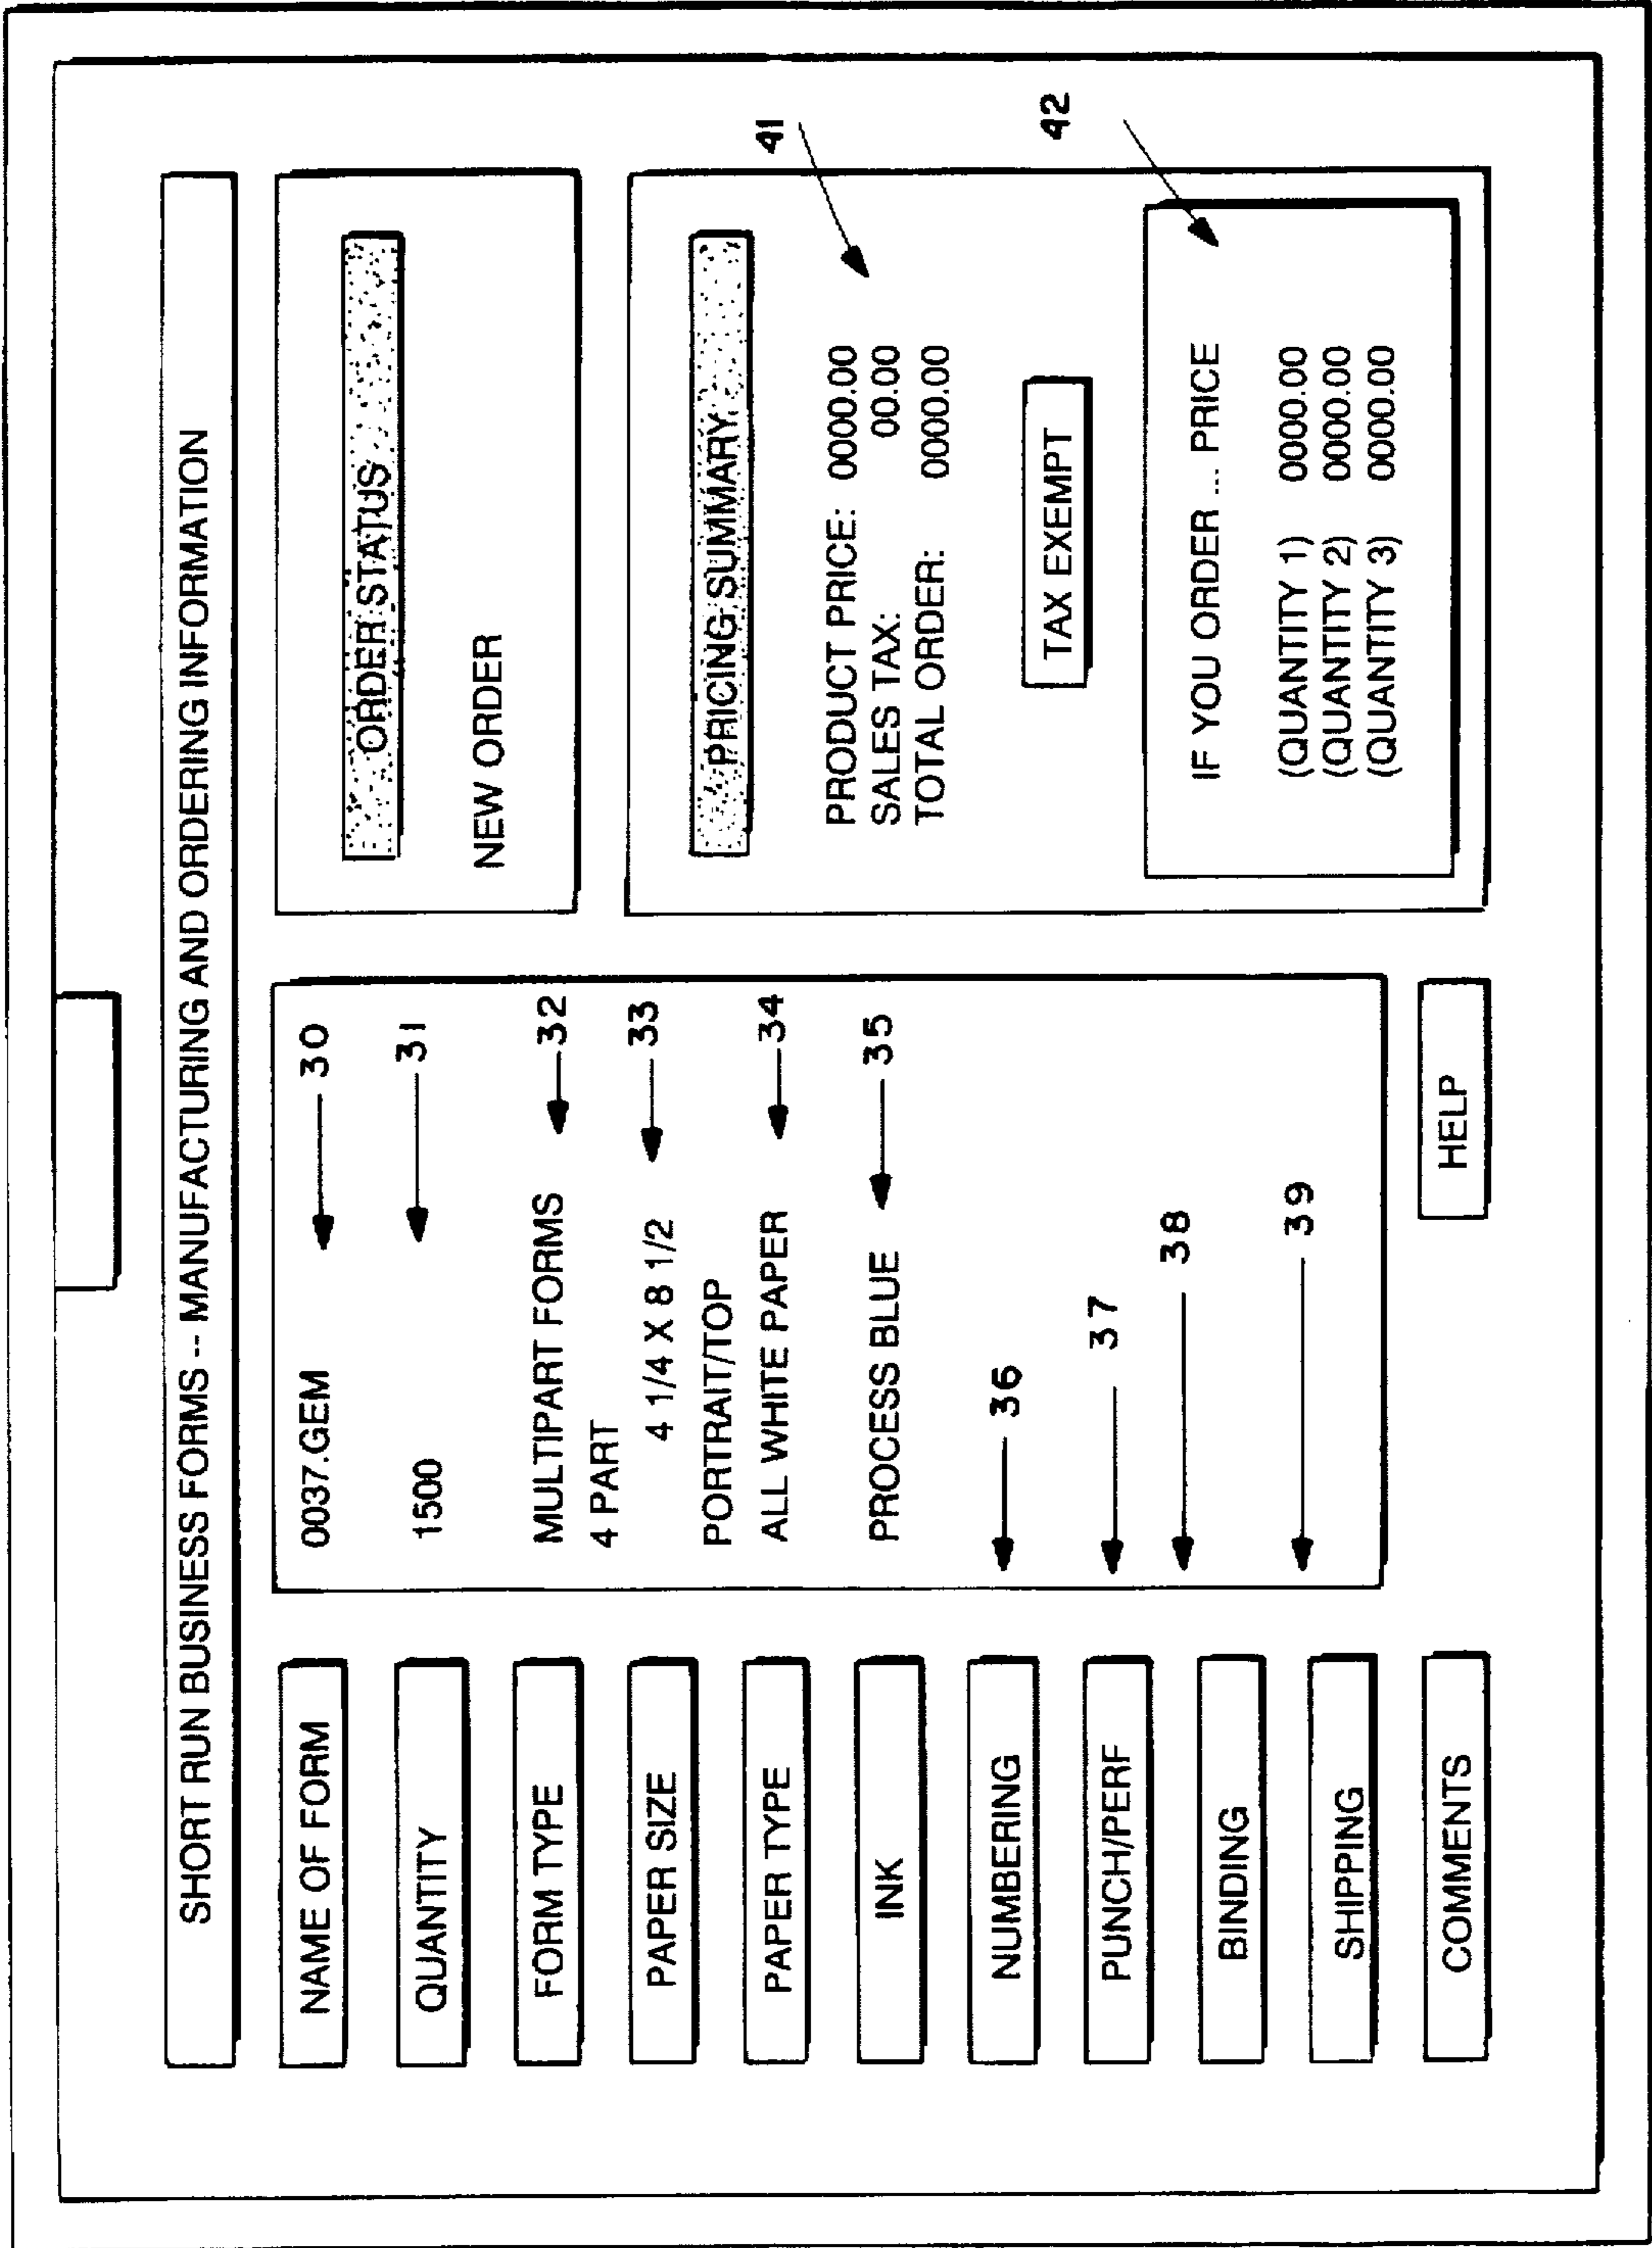 SHORT RUN BUSINESS FORMS -- MANUFACTURING AND ORDERING INFORMATION
NAME OF FORM
QUANTITY
FORM TYPE
PAPER SIZE
PAPER TYPE
INK
NUMBERING
PUNCH/PERF
BINDING
SHIPPING
COMMENTS
0037.GEM 30
1500 31
MULTIPART FORMS 32
4 PART
4 1/4 X 8 1/2 33
PORTRAIT/TOP
ALL WHITE PAPER 34
PROCESS BLUE 35
36
37
38
39
HELP
ORDER STATUS
NEW ORDER
PRICING SUMMARY
41
PRODUCT PRICE: 0000.00
SALES TAX: 00.00
TOTAL ORDER: 0000.00
TAX EXEMPT
42
IF YOU ORDER ... PRICE
(QUANTITY 1) 0000.00
(QUANTITY 2) 0000.00
(QUANTITY 3) 0000.00